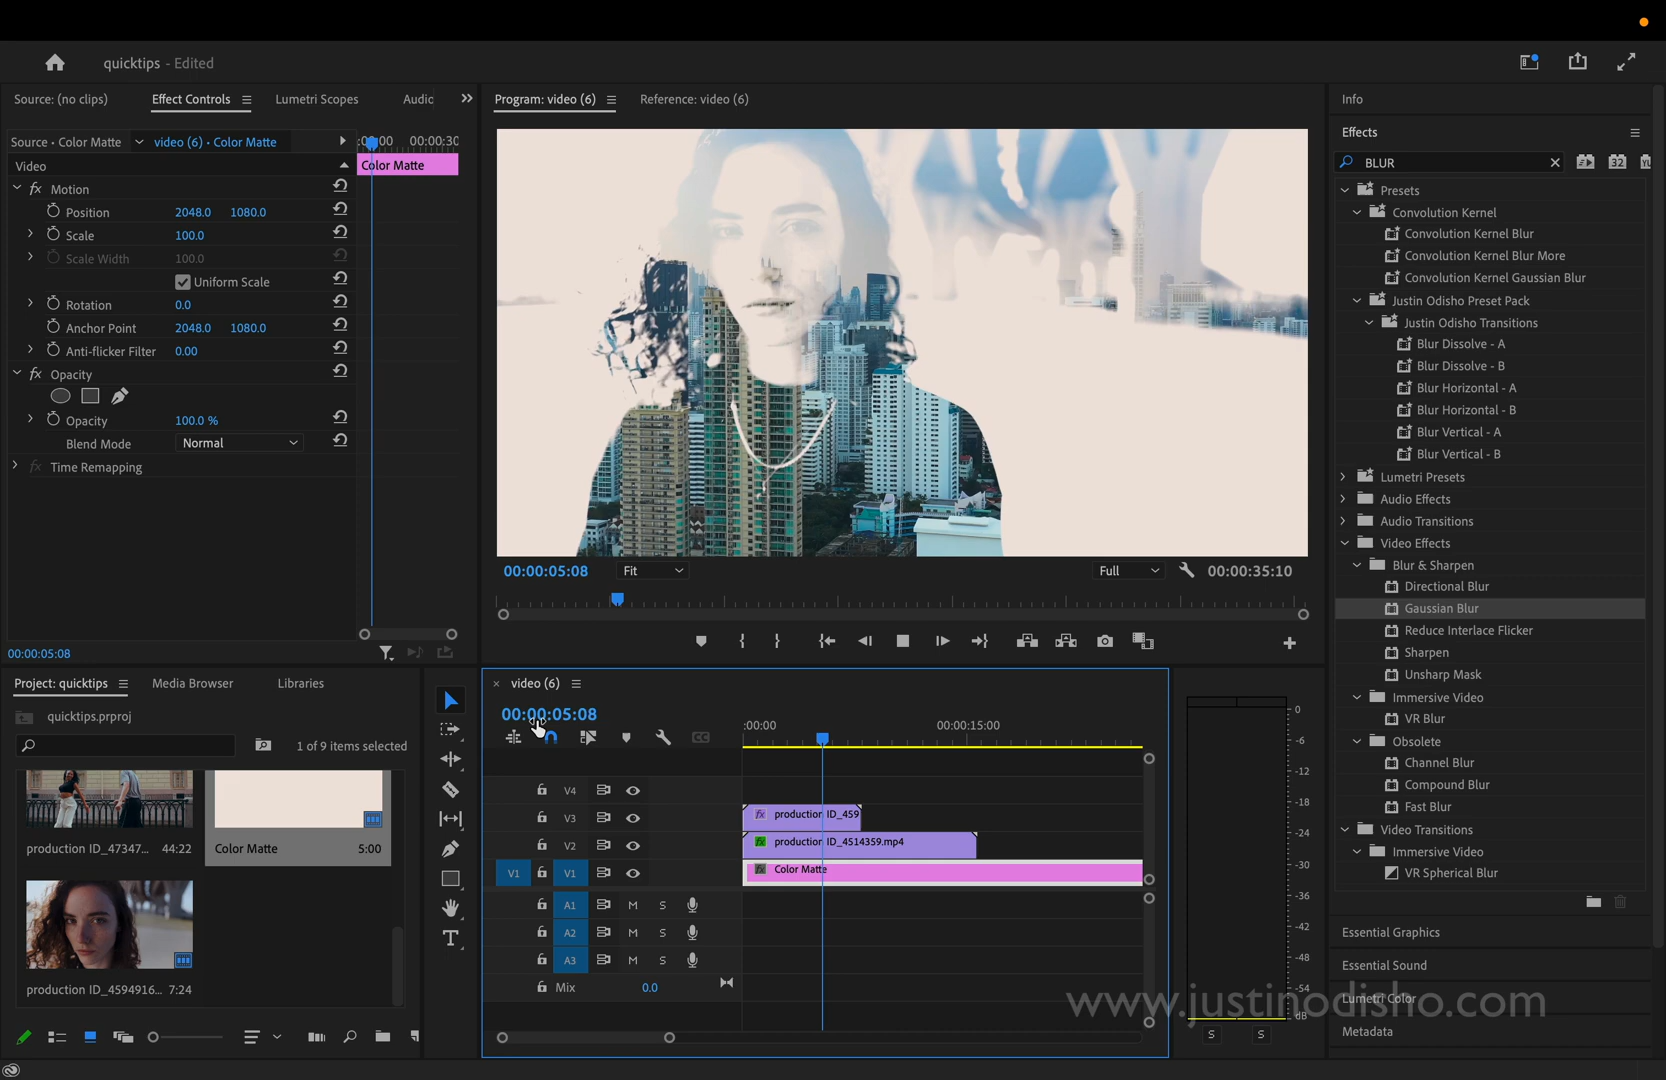 quicktips - Edited
Source: (no clips)
Effect Controls
Lumetri Scopes
Audio
Program: video (6)
Reference: video (6)
Info
Effects
BLUR
32
Source • Color Matte
video (6) • Color Matte
:00:00
00:00:30
Video
Color Matte
fx Motion
Position 2048.0 1080.0
Scale 100.0
Scale Width 100.0
Uniform Scale
Rotation 0.0
Anchor Point 2048.0 1080.0
Anti-flicker Filter 0.00
fx Opacity
Opacity 100.0 %
Blend Mode Normal
fx Time Remapping
00:00:05:08
00:00:05:08
Fit
Full
00:00:35:10
Presets
Convolution Kernel
Convolution Kernel Blur
Convolution Kernel Blur More
Convolution Kernel Gaussian Blur
Justin Odisho Preset Pack
Justin Odisho Transitions
Blur Dissolve - A
Blur Dissolve - B
Blur Horizontal - A
Blur Horizontal - B
Blur Vertical - A
Blur Vertical - B
Lumetri Presets
Audio Effects
Audio Transitions
Video Effects
Blur & Sharpen
Directional Blur
Gaussian Blur
Reduce Interlace Flicker
Sharpen
Unsharp Mask
Immersive Video
VR Blur
Obsolete
Channel Blur
Compound Blur
Fast Blur
Video Transitions
Immersive Video
VR Spherical Blur
Essential Graphics
Essential Sound
Lumetri Color
Metadata
Project: quicktips
Media Browser
Libraries
quicktips.prproj
1 of 9 items selected
production ID_47347... 44:22
Color Matte 5:00
production ID_4594916... 7:24
T
video (6)
00:00:05:08
:00:00
00:00:15:00
V4
V3
fx production ID_459
V2
fx production ID_4514359.mp4
V1 V1
fx Color Matte
A1 M S
A2 M S
A3 M S
Mix 0.0
0
-6
-12
-18
-24
-30
-36
-42
-48
-54
dB
S S
www.justinodisho.com